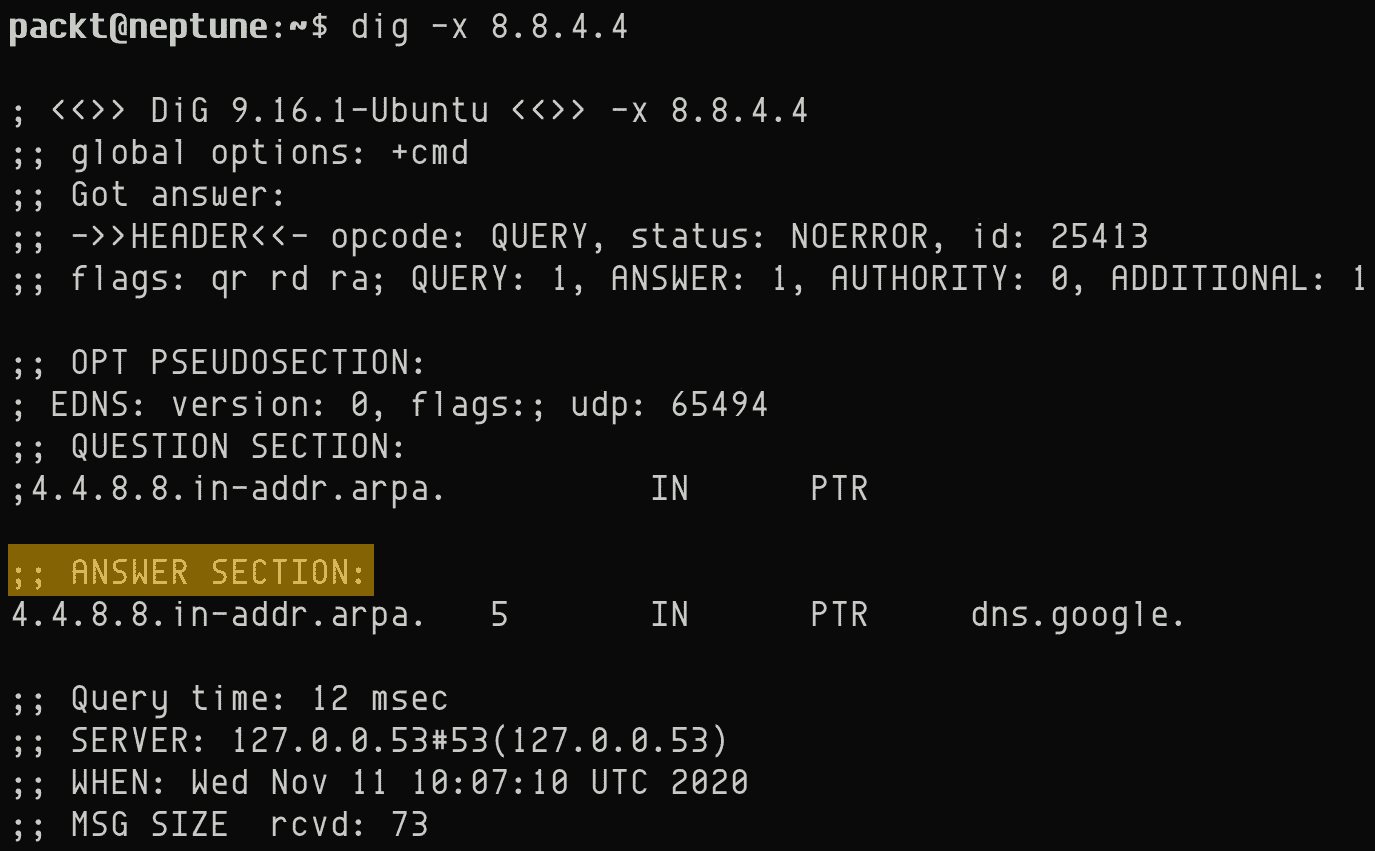 packt@neptune:~$ dig -x 8.8.4.4
; <<>> DiG 9.16.1-Ubuntu <<>> -x 8.8.4.4
;; global options: +cmd
;; Got answer:
;; ->>HEADER<<- opcode: QUERY, status: NOERROR, id: 25413
;; flags: qr rd ra; QUERY: 1, ANSWER: 1, AUTHORITY: 0, ADDITIONAL: 1
;; OPT PSEUDOSECTION:
; EDNS: version: 0, flags:; udp: 65494
;; QUESTION SECTION:
;4.4.8.8.in-addr.arpa. IN PTR
;; ANSWER SECTION:
4.4.8.8.in-addr.arpa. 5 IN PTR dns.google.
;; Query time: 12 msec
;; SERVER: 127.0.0.53#53(127.0.0.53)
;; WHEN: Wed Nov 11 10:07:10 UTC 2020
;; MSG SIZE  rcvd: 73